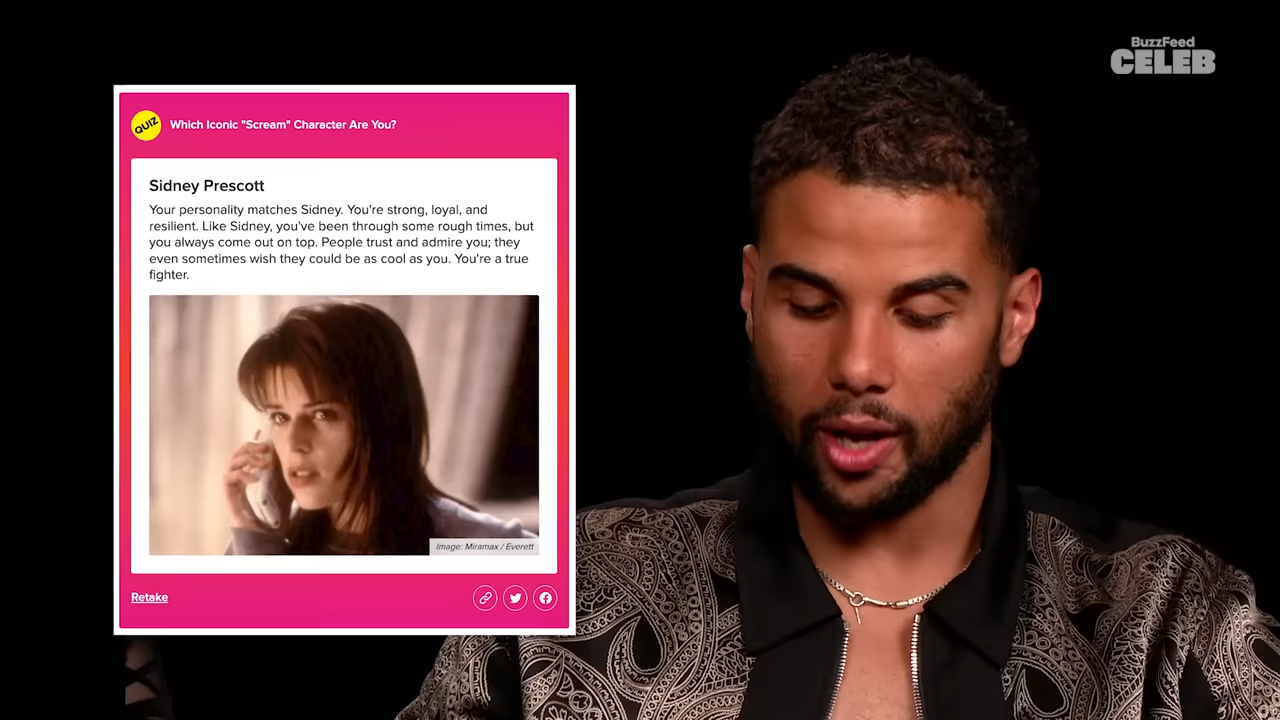 BuzzFeed
CELEB
QUIZ
Which Iconic "Scream" Character Are You?
Sidney Prescott
Your personality matches Sidney. You're strong, loyal, and
resilient. Like Sidney, you've been through some rough times, but
you always come out on top. People trust and admire you; they
even sometimes wish they could be as cool as you. You're a true
fighter.
Image: Miramax / Everett
Retake